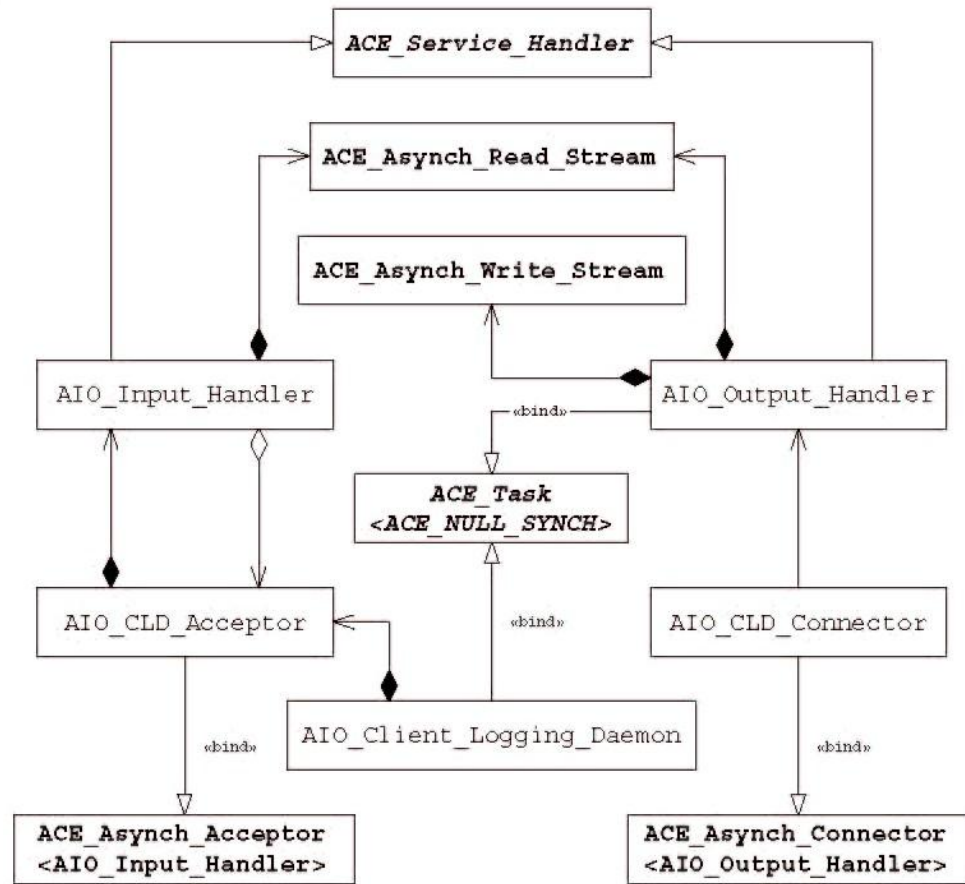 ACE_Service_Handler
ACE_Asynch_Read_Stream
ACE_Asynch_Write_Stream
AIO_Input_Handler
AIO_Output_Handler
«bind»
ACE_Task
<ACE_NULL_SYNCH>
AIO_CLD_Acceptor
«bind»
AIO_CLD_Connector
AIO_Client_Logging_Daemon
«bind»
«bind»
ACE_Asynch_Acceptor
<AIO_Input_Handler>
ACE_Asynch_Connector
<AIO_Output_Handler>